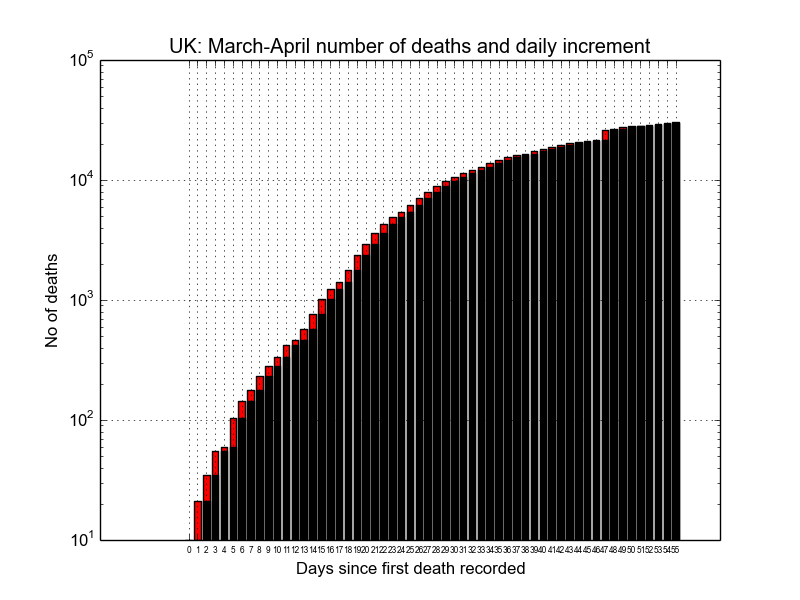 UK: March-April number of deaths and daily increment
10^5
10^4
10^3
10^2
10^1
No of deaths
0 1 2 3 4 5 6 7 8 9 10 11 12 13 14 15 16 17 18 19 20 21 22 23 24 25 26 27 28 29 30 31 32 33 34 35 36 37 38 39 40 41 42 43 44 45 46 47 48 49 50 51 52 53 54 55
Days since first death recorded